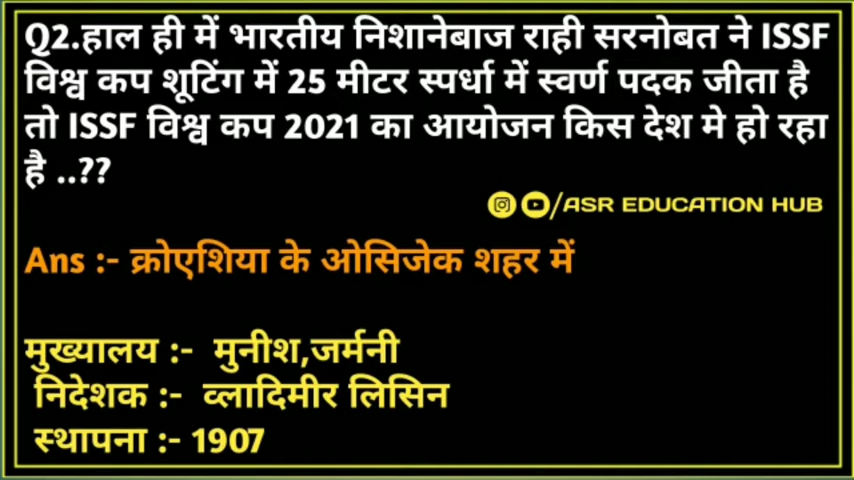 Q2.हाल ही में भारतीय निशानेबाज राही सरनोबत ने ISSF
विश्व कप शूटिंग में 25 मीटर स्पर्धा में स्वर्ण पदक जीता है
तो ISSF विश्व कप 2021 का आयोजन किस देश मे हो रहा
है ..??
/ASR EDUCATION HUB
Ans :- क्रोएशिया के ओसिजेक शहर में
मुख्यालय :- मुनीश,जर्मनी
निदेशक :- व्लादिमीर लिसिन
स्थापना :- 1907